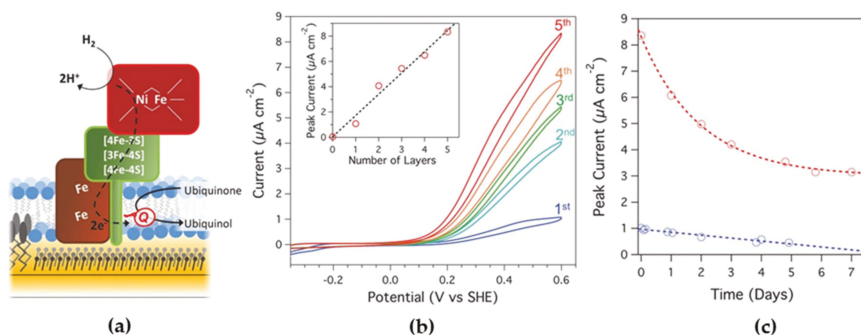 H₂
2H⁺
Ni Fe
[4Fe-7S]
[3Fe-4S]
[4Fe-4S]
Fe
Fe
2e⁻
Q
Ubiquinone
Ubiquinol
(a)
Current (µA cm⁻²)
9
8
7
6
5
4
3
2
1
0
-0.2
0.0
0.2
0.4
0.6
Potential (V vs SHE)
Peak Current (µA cm⁻²)
8
6
4
2
0
0
1
2
3
4
5
Number of Layers
5th
4th
3rd
2nd
1st
(b)
Peak Current (µA cm⁻²)
9
8
7
6
5
4
3
2
1
0
0
1
2
3
4
5
6
7
Time (Days)
(c)